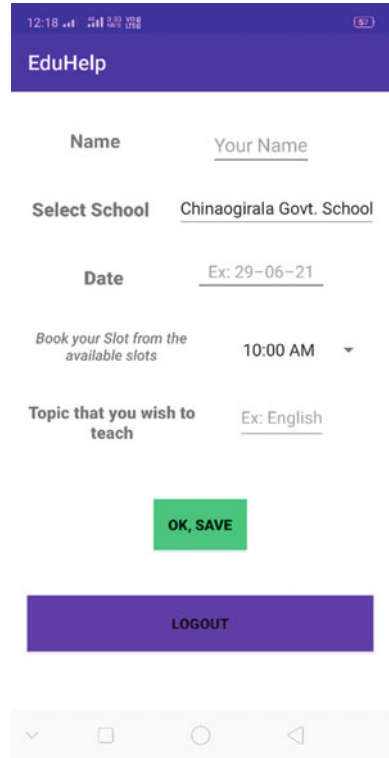 12:18
57
EduHelp
Name Your Name
Select School Chinaogirala Govt. School
Date Ex: 29-06-21
Book your Slot from the
available slots
10:00 AM
Topic that you wish to
teach
Ex: English
OK, SAVE
LOGOUT